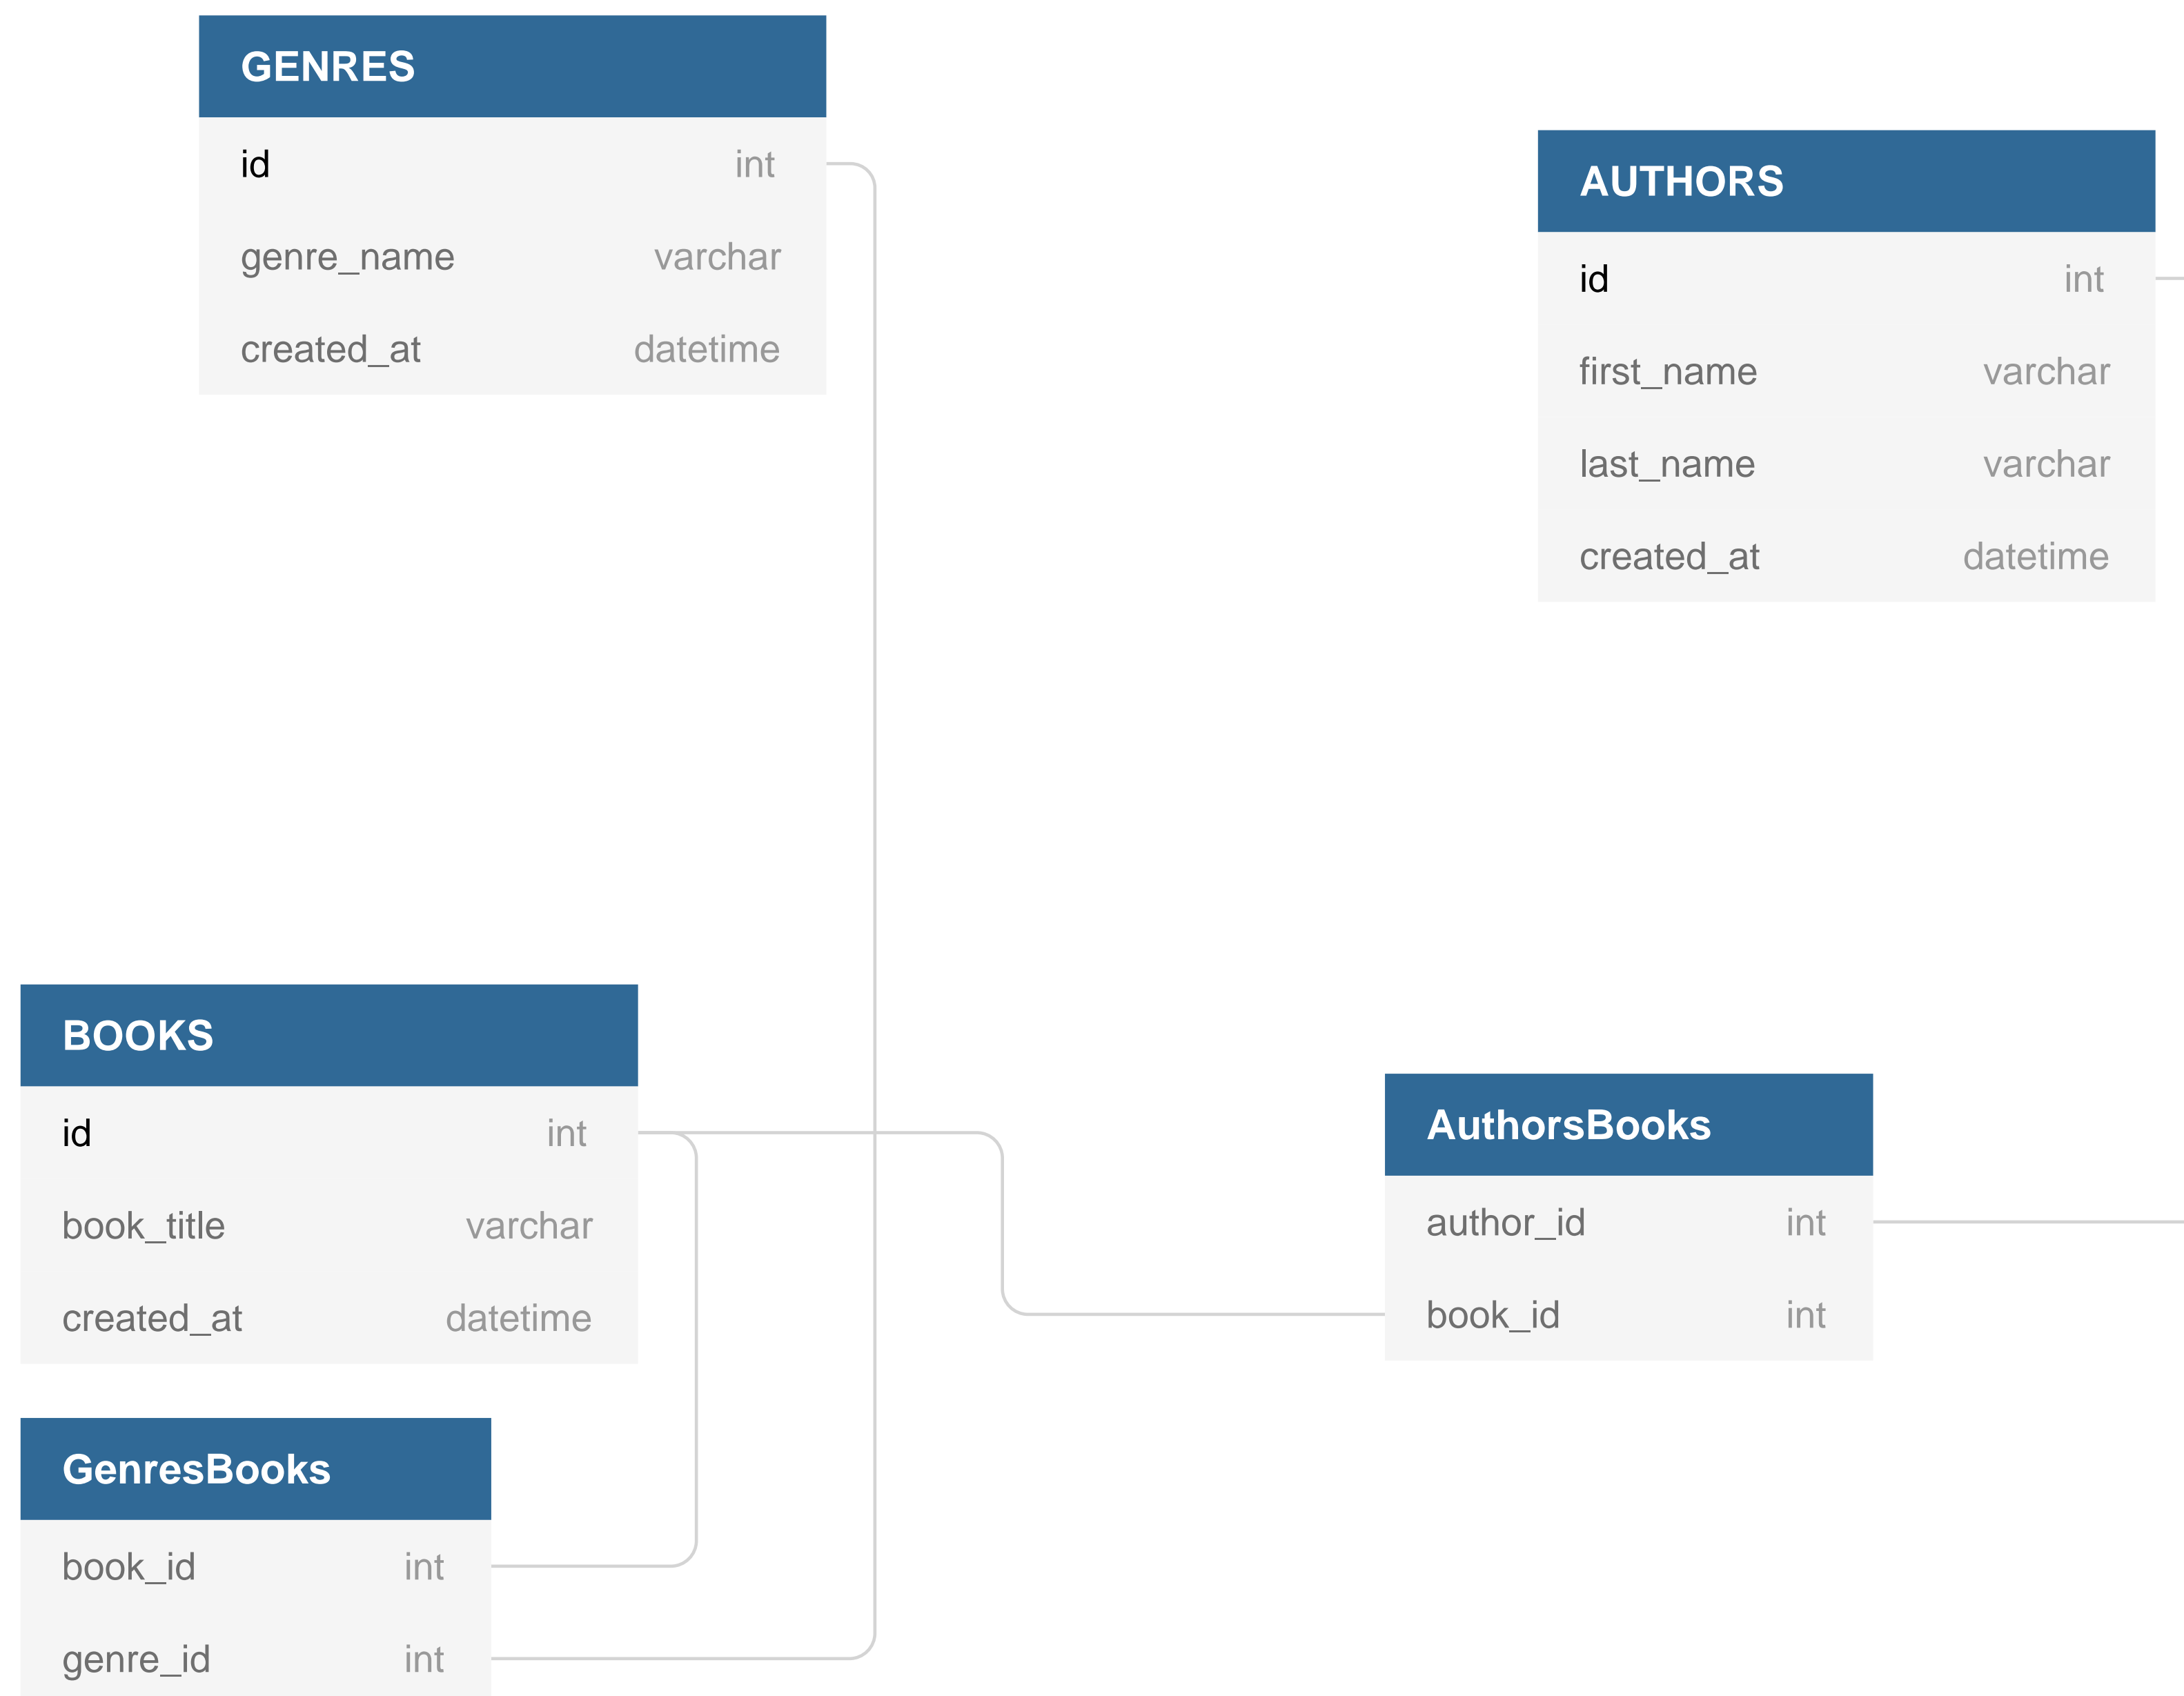 GENRES
id int
genre_name varchar
created_at datetime
AUTHORS
id int
first_name varchar
last_name varchar
created_at datetime
BOOKS
id int
book_title varchar
created_at datetime
AuthorsBooks
author_id int
book_id int
GenresBooks
book_id int
genre_id int